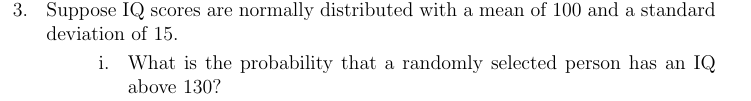 3. Suppose IQ scores are normally distributed with a mean of 100 and a standard
deviation of 15.
i. What is the probability that a randomly selected person has an IQ
above 130?